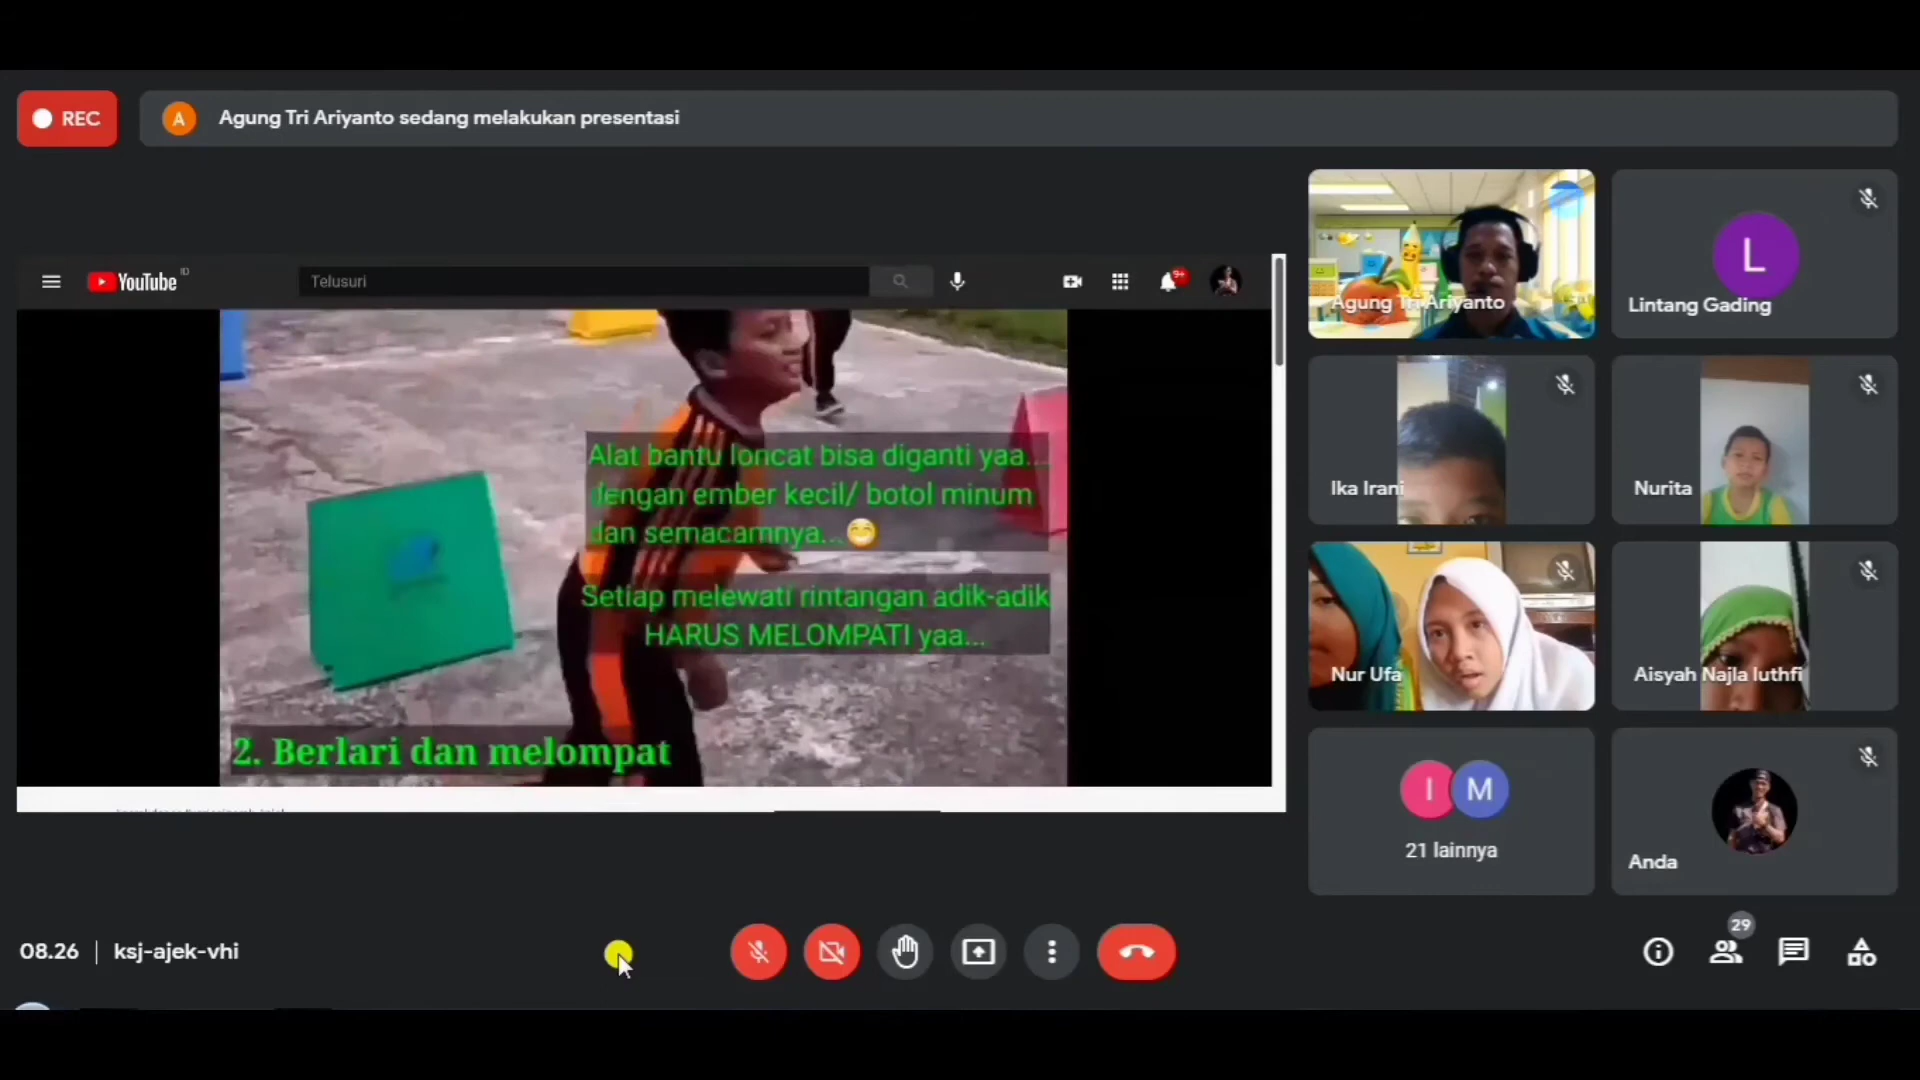 REC
A
Agung Tri Ariyanto sedang melakukan presentasi
YouTube ID
Telusuri
9+
Alat bantu loncat bisa diganti yaa...
dengan ember kecil/ botol minum
dan semacamnya...😁
Setiap melewati rintangan adik-adik
HARUS MELOMPATI yaa...
2. Berlari dan melompat
Agung Tri Ariyanto
L
Lintang Gading
Ika Irani
Nurita
Nur Ufa
Aisyah Najla luthfi
I M
21 lainnya
Anda
08.26 | ksj-ajek-vhi
29